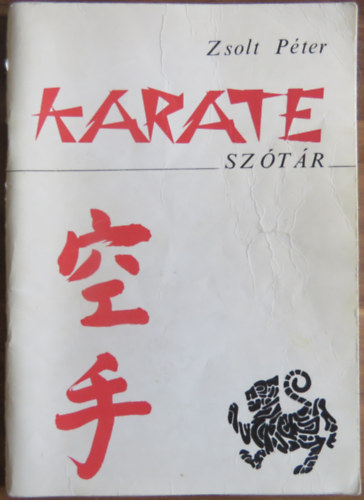 Zsolt Péter
KARATE
SZÓTÁR
空
手